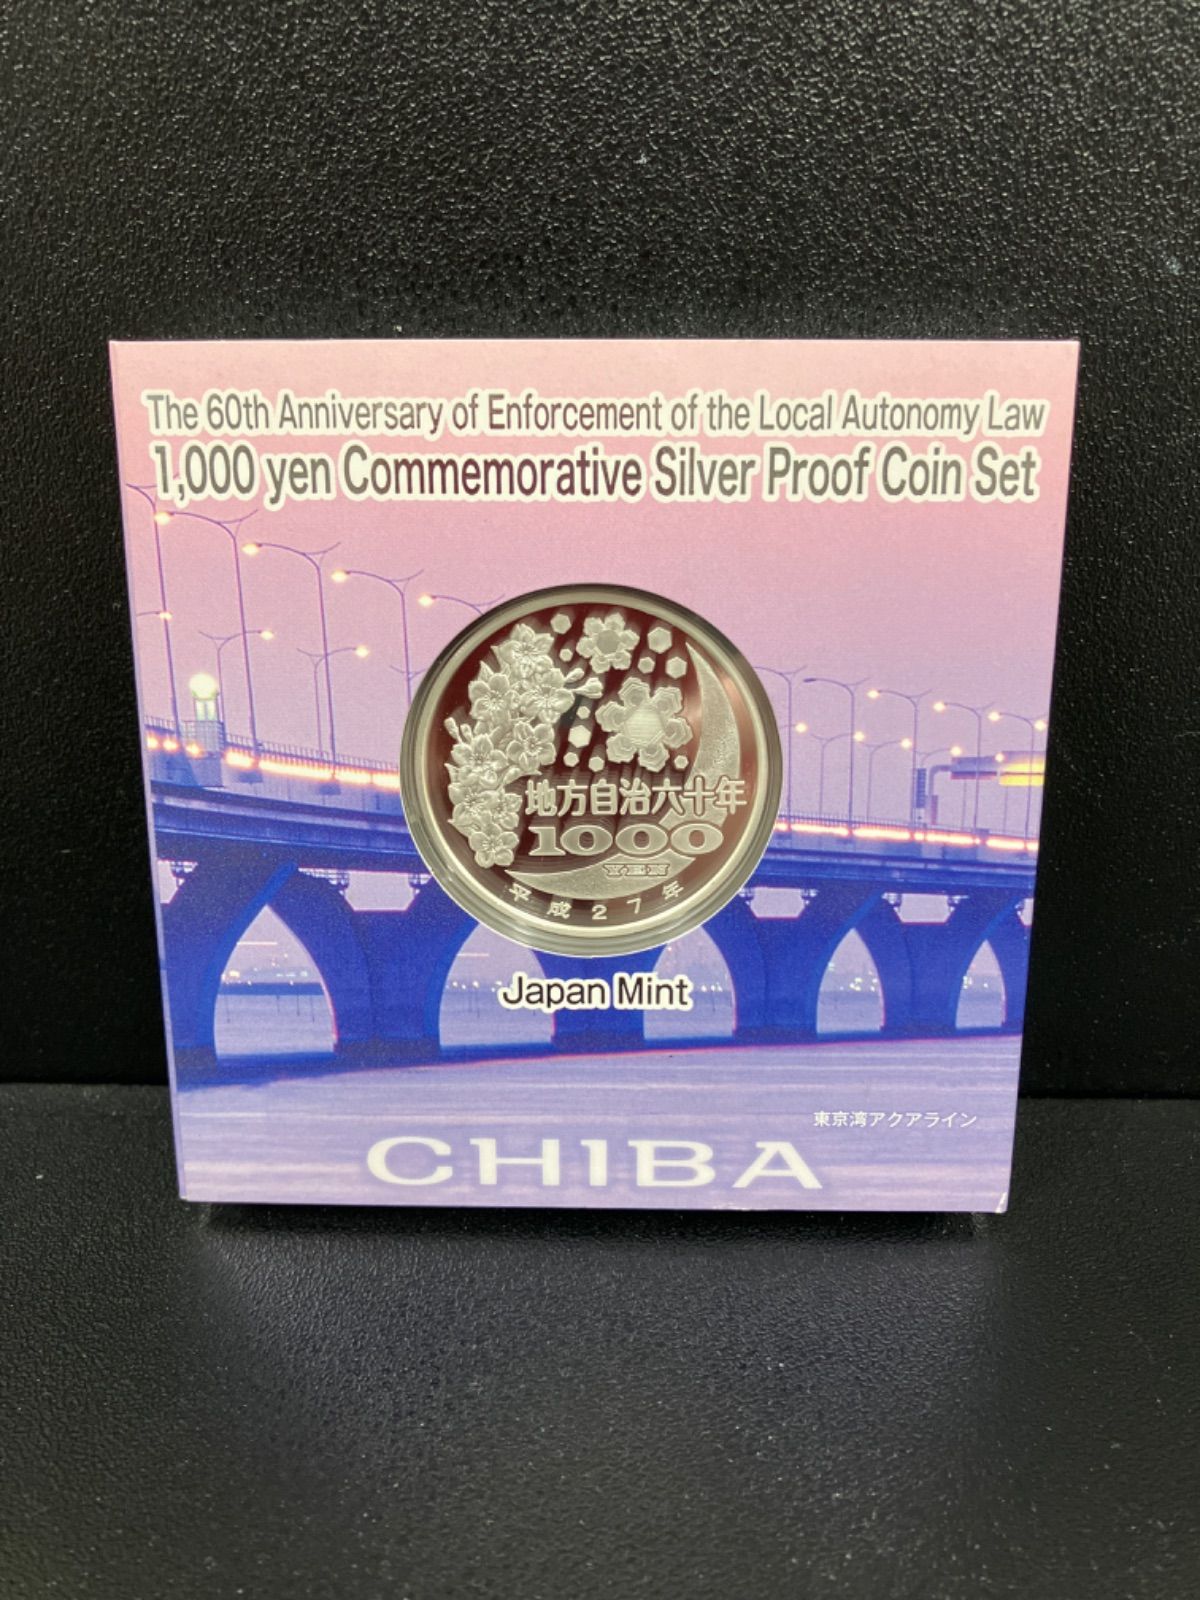 The 60th Anniversary of Enforcement of the Local Autonomy Law
1,000 yen Commemorative Silver Proof Coin Set
地方自治六十年
1000
YEN
平成27年
Japan Mint
東京湾アクアライン
CHIBA